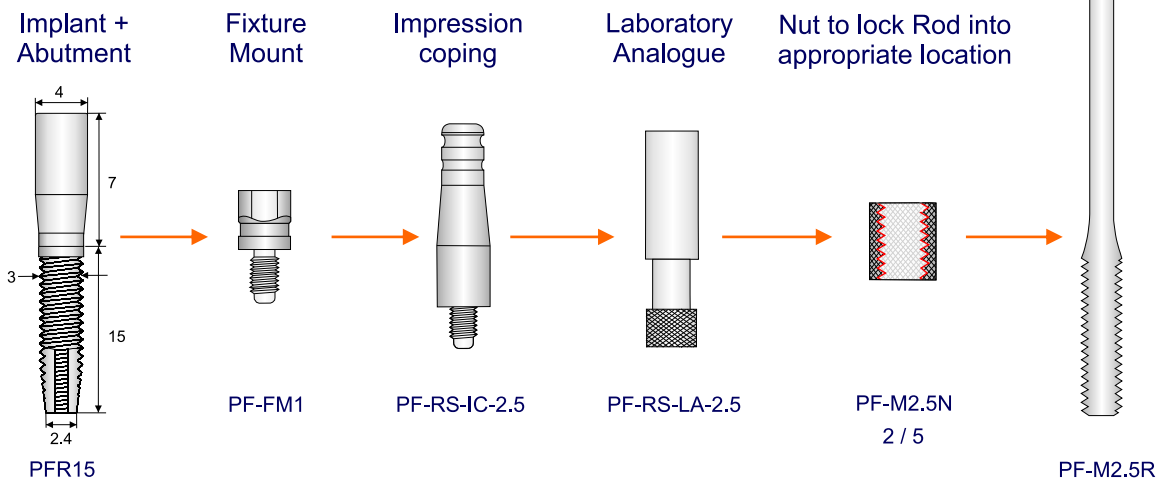 Implant +
Abutment
Fixture
Mount
Impression
coping
Laboratory
Analogue
Nut to lock Rod into
appropriate location
4
7
3
15
2.4
PFR15
PF-FM1
PF-RS-IC-2.5
PF-RS-LA-2.5
PF-M2.5N
2 / 5
PF-M2.5R